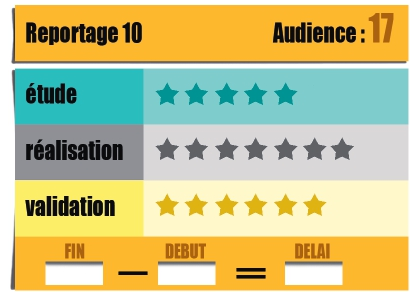 Reportage 10 Audience : 17
étude
réalisation
validation
FIN DEBUT DELAI
— =